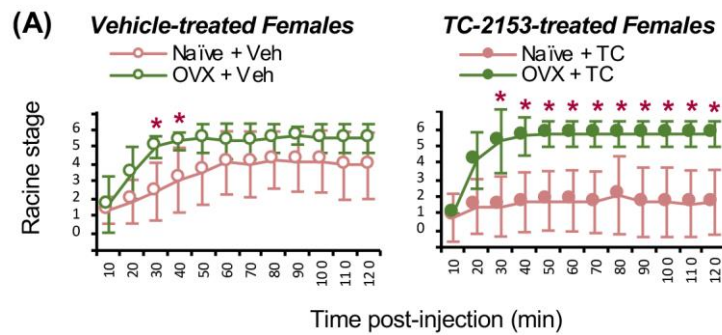 (A)
Vehicle-treated Females
Naïve + Veh
OVX + Veh
Racine stage
6
5
4
3
2
1
0
* *
10 20 30 40 50 60 70 80 90 100 110 120
TC-2153-treated Females
Naïve + TC
OVX + TC
6
5
4
3
2
1
0
* * * * * * * * * *
10 20 30 40 50 60 70 80 90 100 110 120
Time post-injection (min)